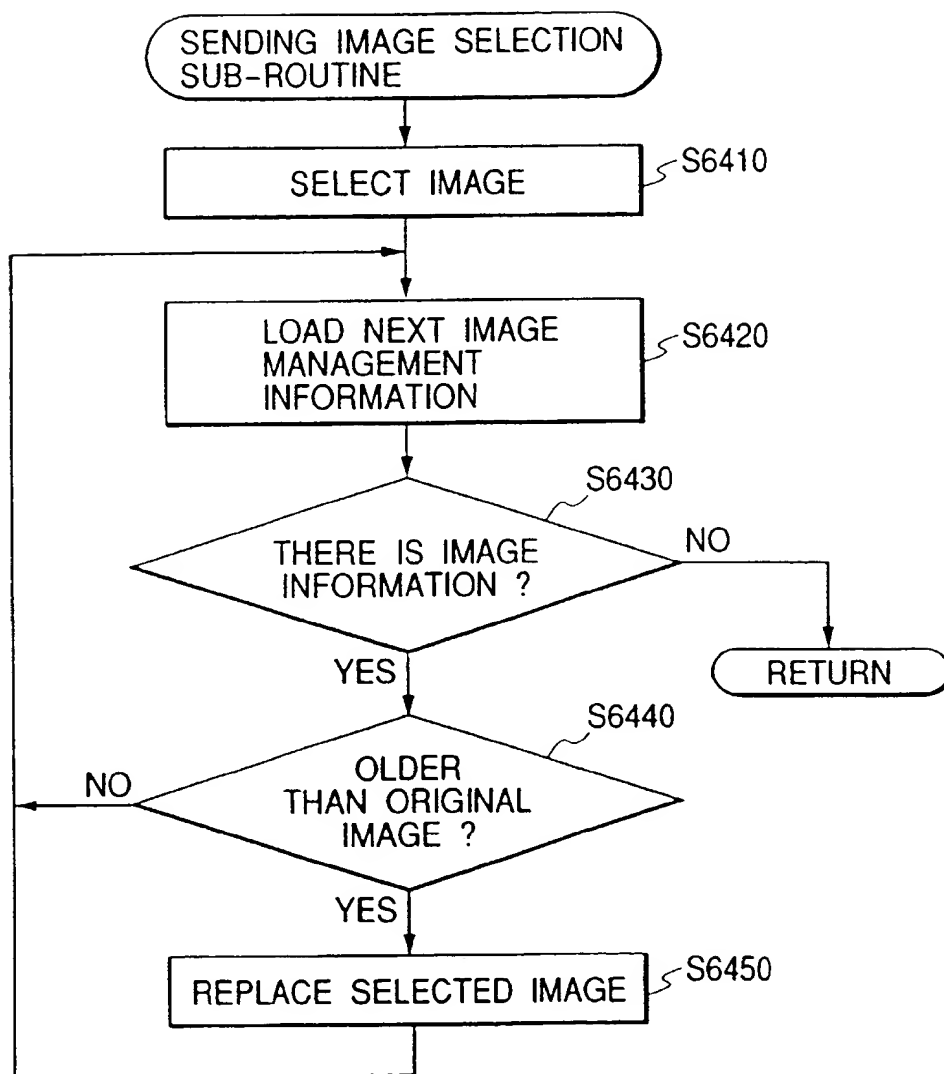 SENDING IMAGE SELECTION
SUB-ROUTINE
SELECT IMAGE
S6410
LOAD NEXT IMAGE
MANAGEMENT
INFORMATION
S6420
S6430
THERE IS IMAGE
INFORMATION ?
NO
YES
RETURN
S6440
OLDER
THAN ORIGINAL
IMAGE ?
NO
YES
REPLACE SELECTED IMAGE
S6450